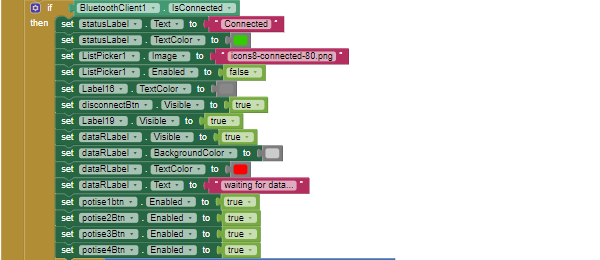 if BluetoothClient1 . IsConnected
then set statusLabel . Text to " Connected "
set statusLabel . TextColor to
set ListPicker1 . Image to " icons8-connected-80.png "
set ListPicker1 . Enabled to false
set Label16 . TextColor to
set disconnectBtn . Visible to true
set Label19 . Visible to true
set dataRLabel . Visible to true
set dataRLabel . BackgroundColor to
set dataRLabel . TextColor to
set dataRLabel . Text to " waiting for data... "
set potise1btn . Enabled to true
set potise2Btn . Enabled to true
set potise3Btn . Enabled to true
set potise4Btn . Enabled to true